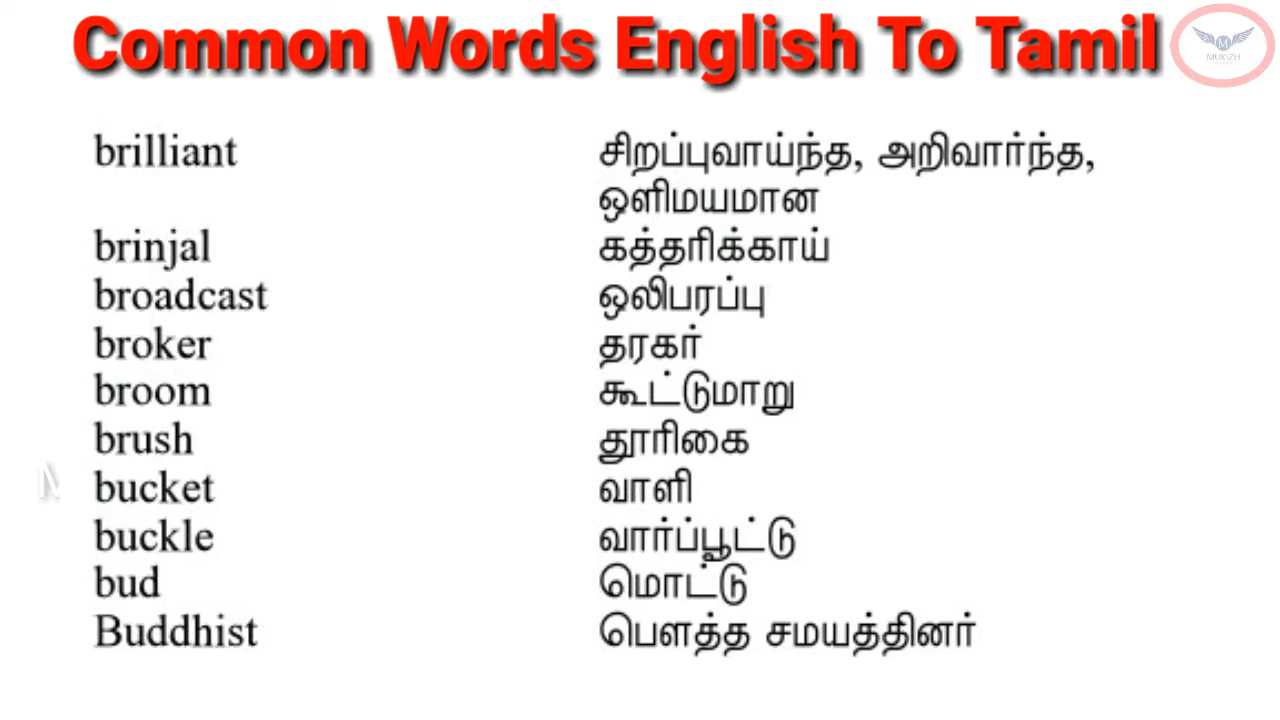 Common Words English To Tamil
MUKIZH
brilliant சிறப்புவாய்ந்த, அறிவார்ந்த,
ஒளிமயமான
brinjal கத்தரிக்காய்
broadcast ஒலிபரப்பு
broker தரகர்
broom கூட்டுமாறு
brush தூரிகை
bucket வாளி
buckle வார்ப்பூட்டு
bud மொட்டு
Buddhist பௌத்த சமயத்தினர்